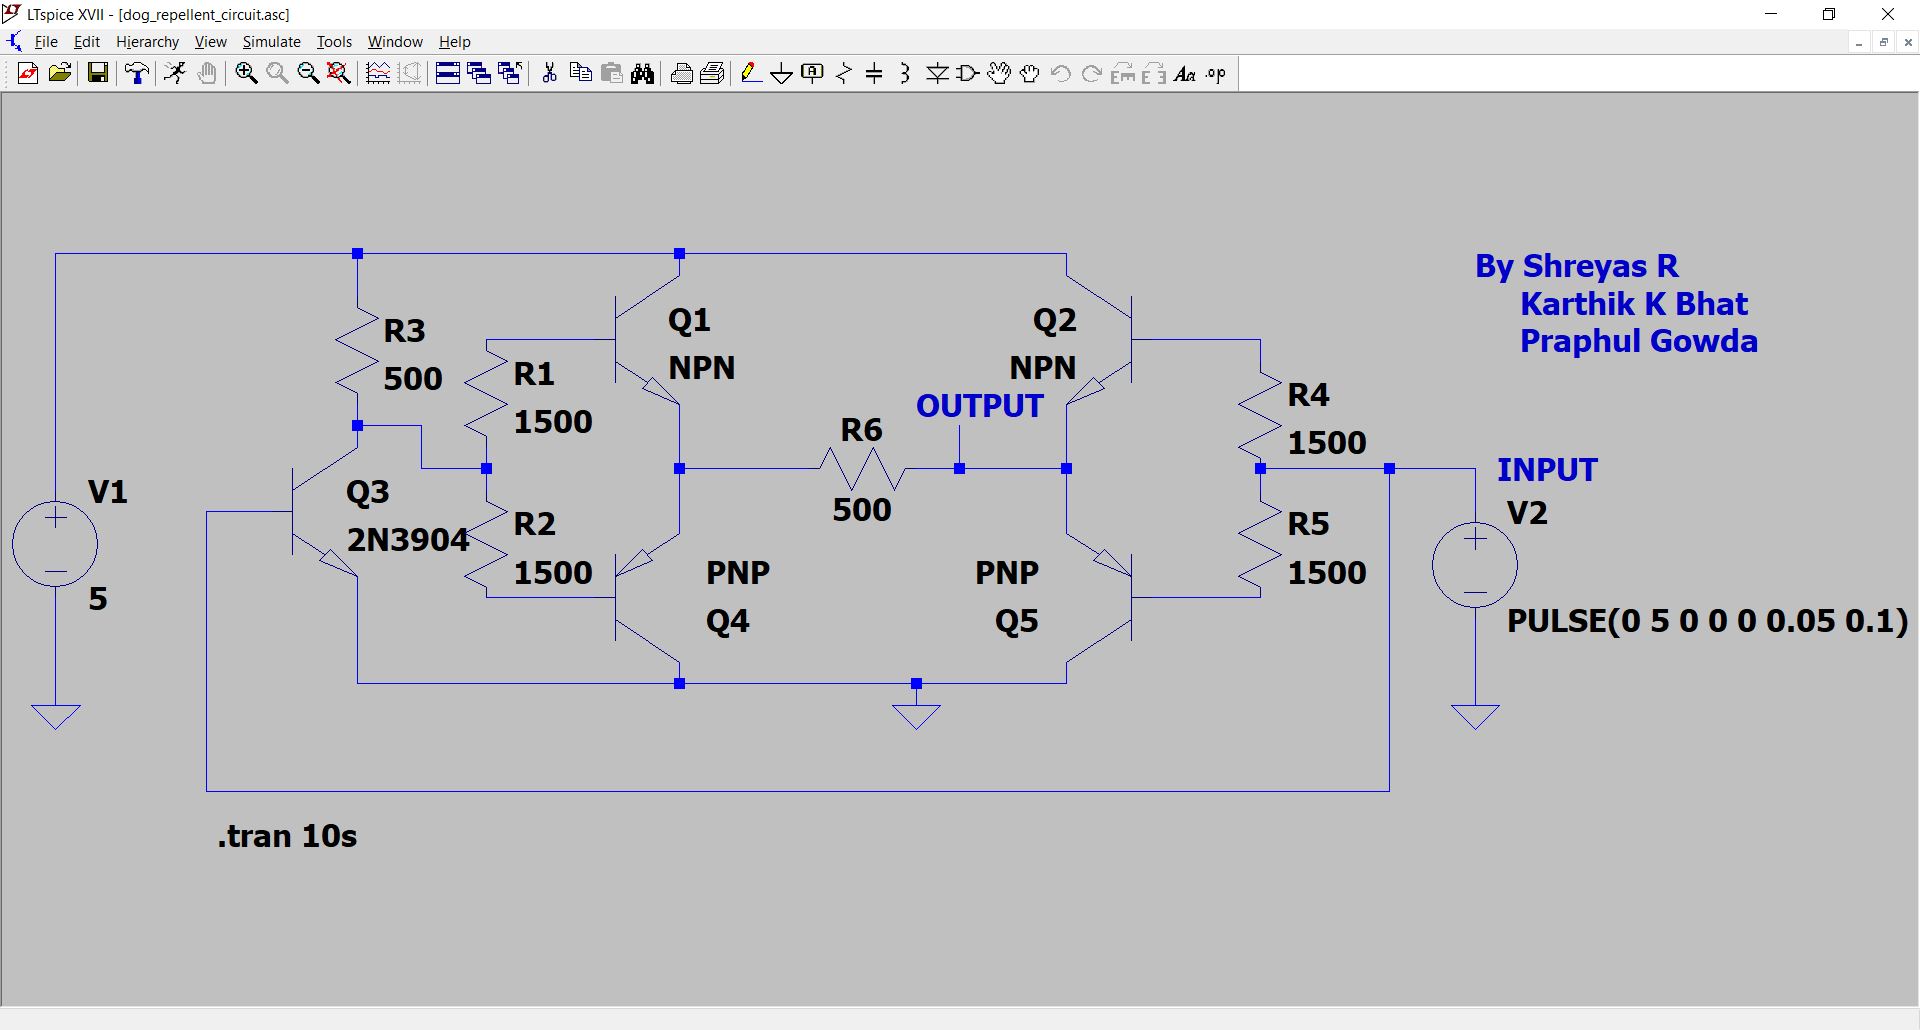 LTspice XVII - [dog_repellent_circuit.asc]
File Edit Hierarchy View Simulate Tools Window Help
Aa .op
By Shreyas R
Karthik K Bhat
Praphul Gowda
R3
500
R1
1500
Q1
NPN
Q2
NPN
OUTPUT
R4
1500
R6
500
INPUT
V2
V1
5
Q3
2N3904
R2
1500
PNP
Q4
PNP
Q5
R5
1500
PULSE(0 5 0 0 0 0.05 0.1)
.tran 10s